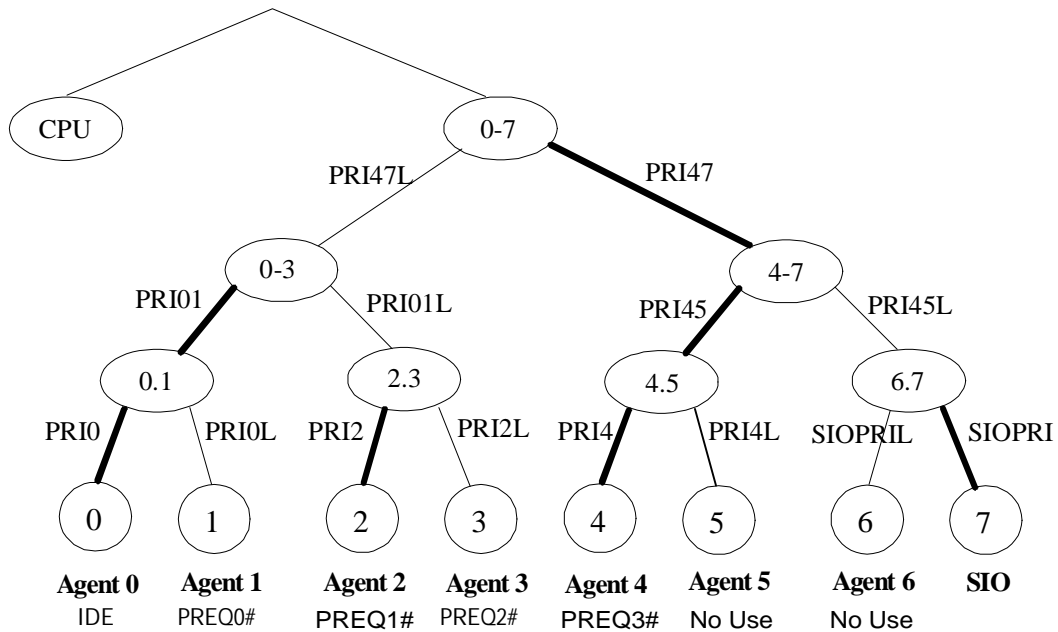 CPU
0-7
PRI47L
PRI47
0-3
4-7
PRI01
PRI01L
PRI45
PRI45L
0.1
2.3
4.5
6.7
PRI0
PRI0L
PRI2
PRI2L
PRI4
PRI4L
SIOPRIL
SIOPRI
0
1
2
3
4
5
6
7
Agent 0
Agent 1
Agent 2
Agent 3
Agent 4
Agent 5
Agent 6
SIO
IDE
PREQ0#
PREQ1#
PREQ2#
PREQ3#
No Use
No Use